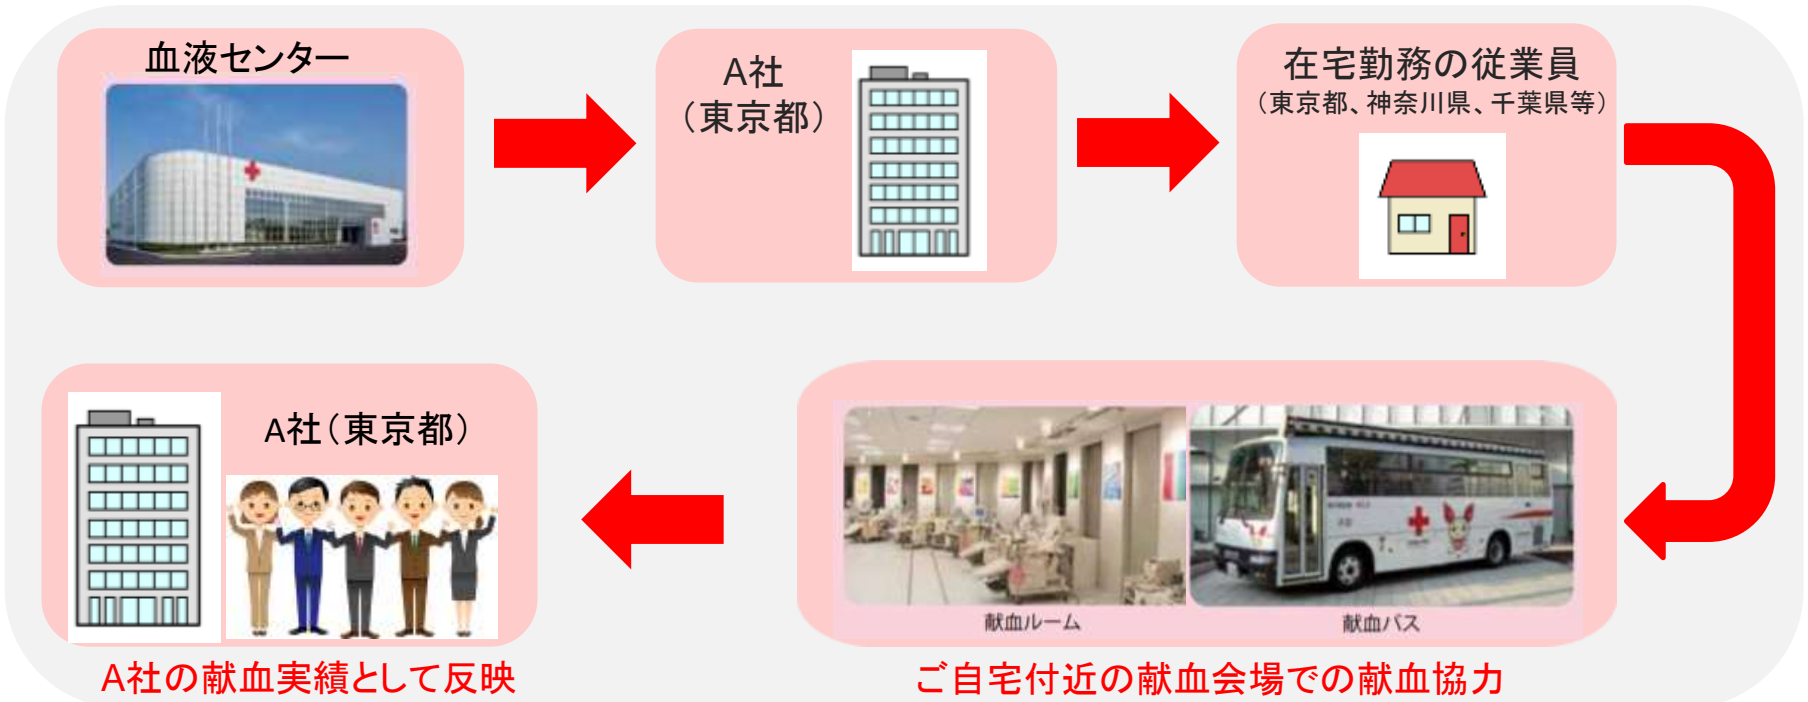 血液センター
A社
（東京都）
在宅勤務の従業員
（東京都、神奈川県、千葉県等）
A社（東京都）
献血ルーム
献血バス
A社の献血実績として反映
ご自宅付近の献血会場での献血協力